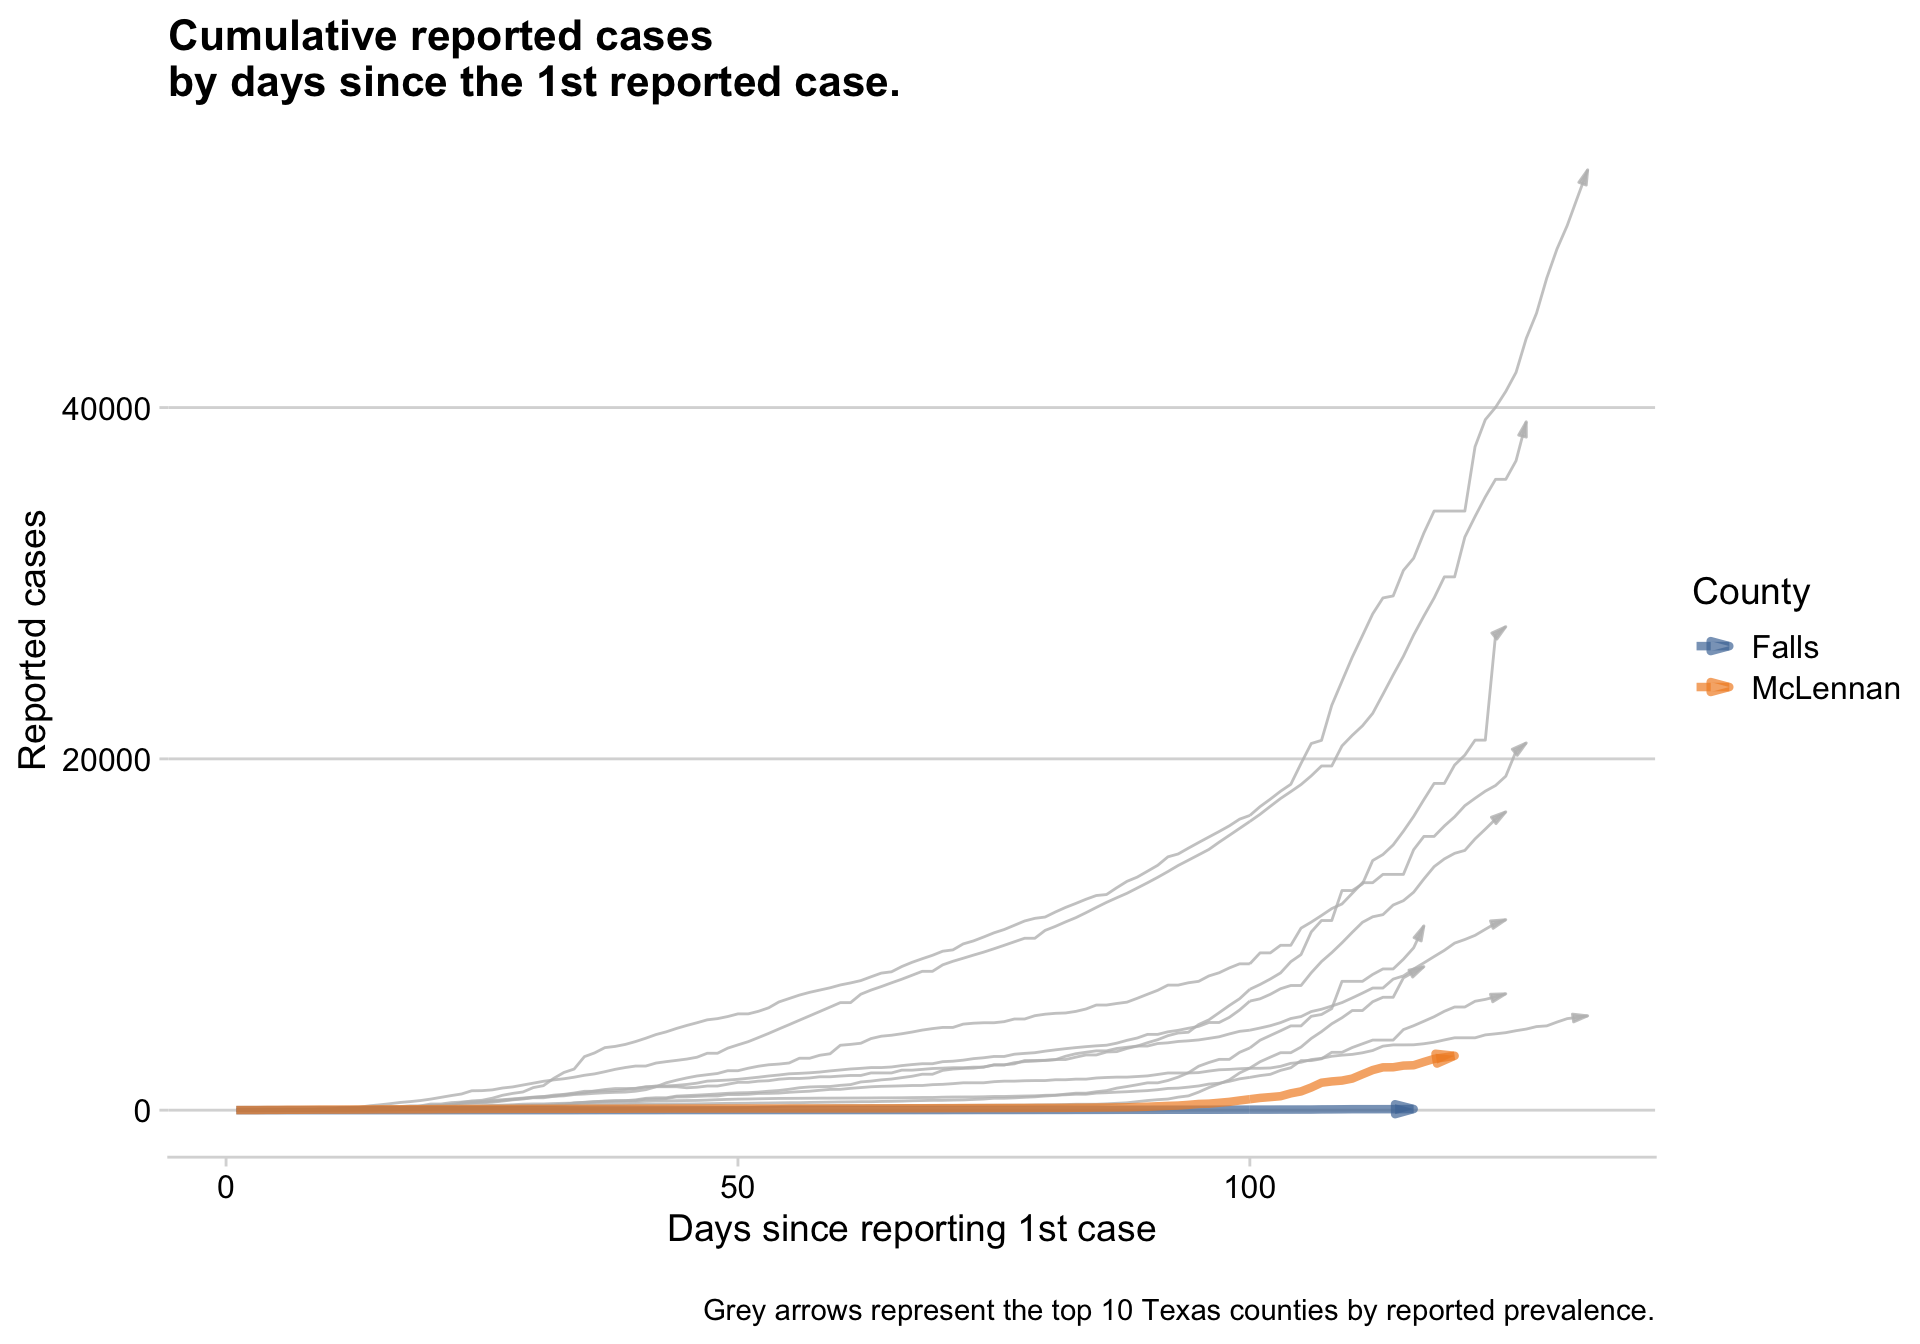 Cumulative reported cases
by days since the 1st reported case.
Reported cases
40000
20000
0
0
50
100
Days since reporting 1st case
County
Falls
McLennan
Grey arrows represent the top 10 Texas counties by reported prevalence.